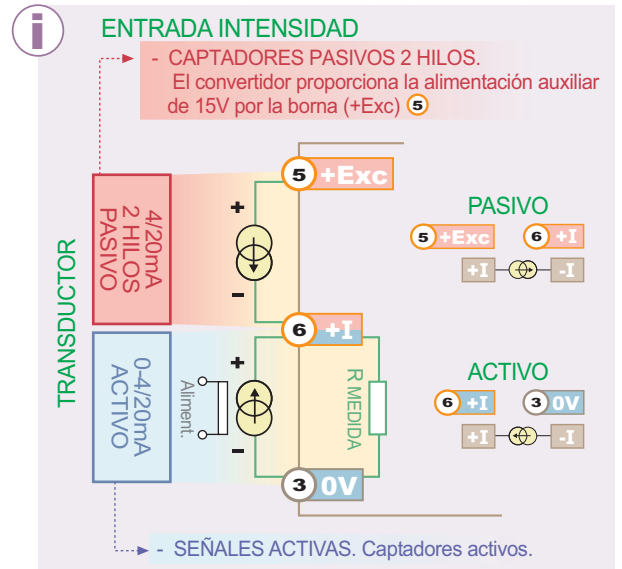 i
ENTRADA INTENSIDAD
- CAPTADORES PASIVOS 2 HILOS.
El convertidor proporciona la alimentación auxiliar
de 15V por la borna (+Exc) 5
TRANSDUCTOR
4/20mA
2 HILOS
PASIVO
+
-
5 +Exc
6 +I
0-4/20mA
ACTIVO
Aliment.
+
-
R MEDIDA
3 0V
PASIVO
5 +Exc 6 +I
+I -I
ACTIVO
6 +I 3 0V
+I -I
- SEÑALES ACTIVAS. Captadores activos.